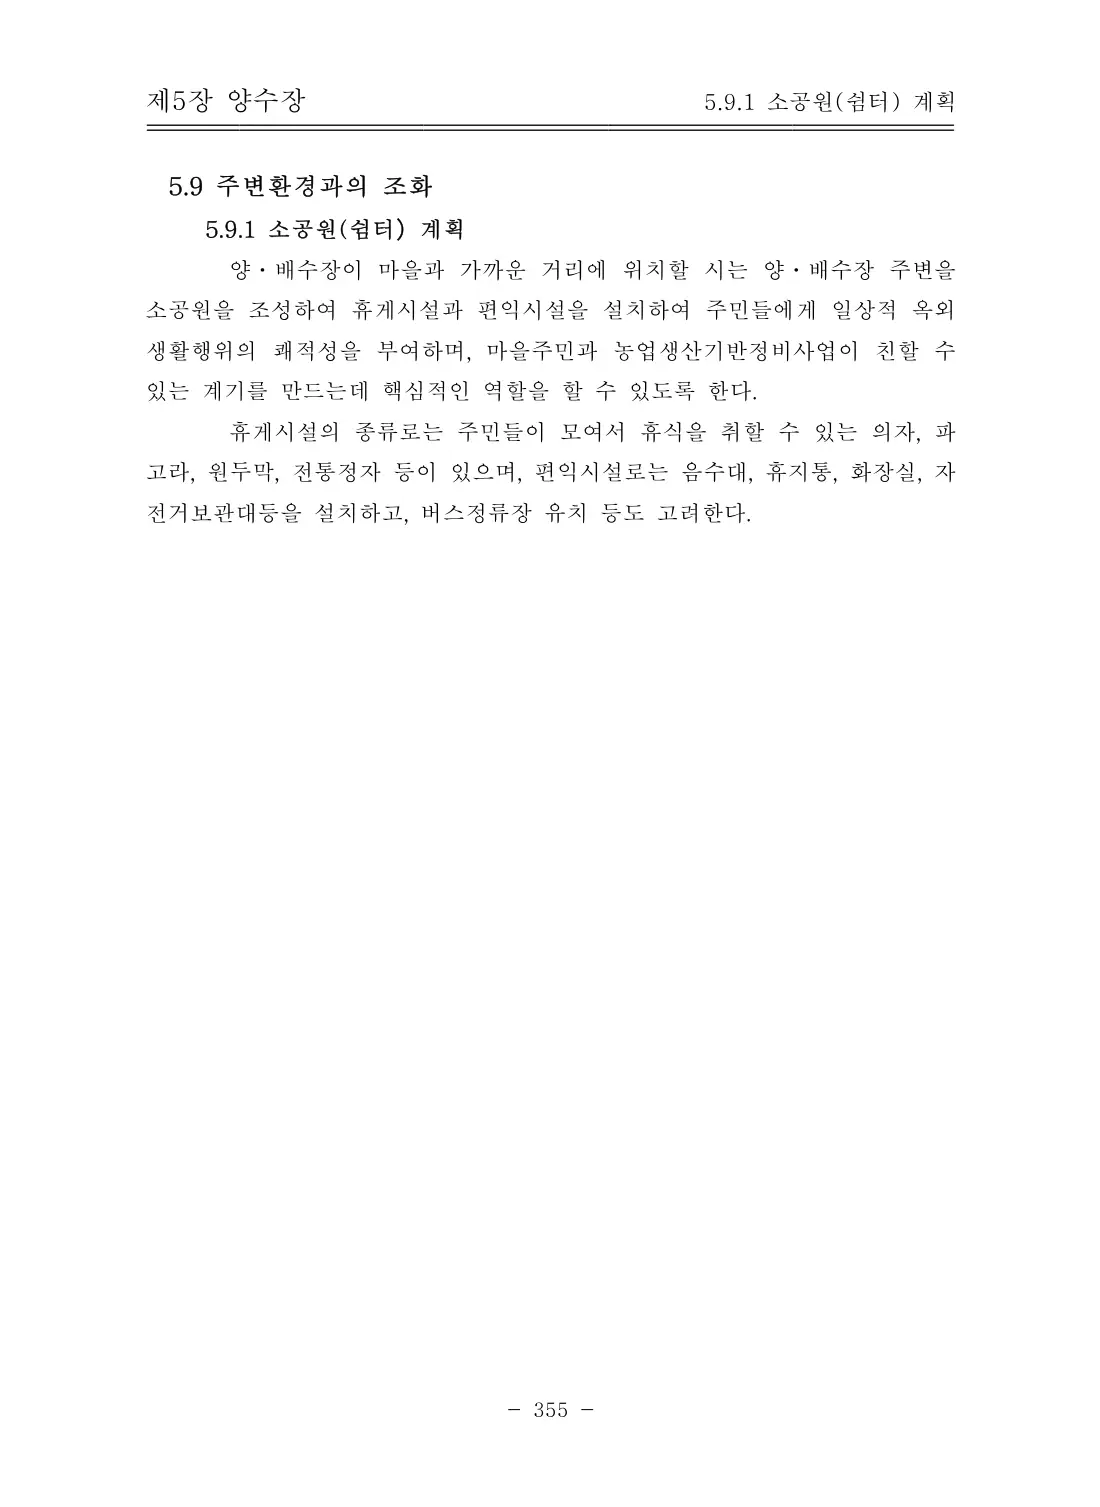 제5장 양수장
5.9.1 소공원(쉼터) 계획
5.9 주변환경과의 조화
5.9.1 소공원(쉼터) 계획
양·배수장이 마을과 가까운 거리에 위치할 시는 양·배수장 주변을
소공원을 조성하여 휴게시설과 편익시설을 설치하여 주민들에게 일상적 옥외
생활행위의 쾌적성을 부여하며, 마을주민과 농업생산기반정비사업이 친할 수
있는 계기를 만드는데 핵심적인 역할을 할 수 있도록 한다.
휴게시설의 종류로는 주민들이 모여서 휴식을 취할 수 있는 의자, 파
고라, 원두막, 전통정자 등이 있으며, 편익시설로는 음수대, 휴지통, 화장실, 자
전거보관대등을 설치하고, 버스정류장 유치 등도 고려한다.
- 355 -